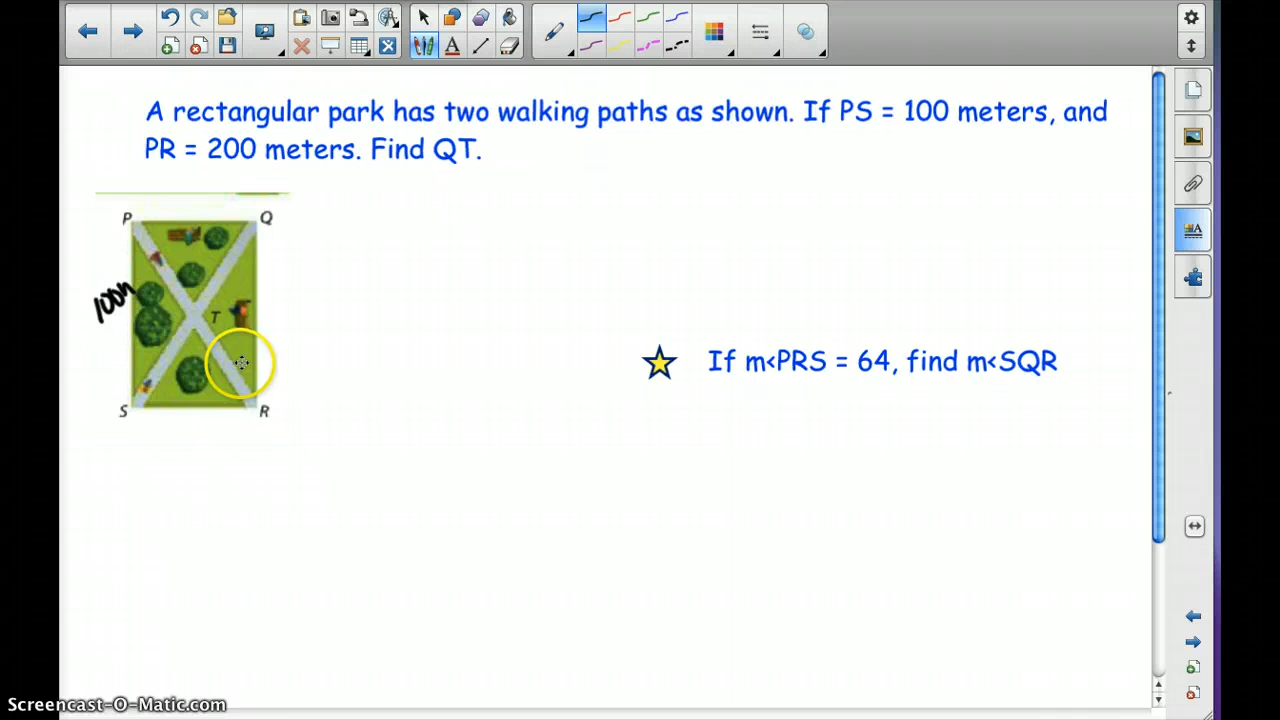 A rectangular park has two walking paths as shown. If PS = 100 meters, and
PR = 200 meters. Find QT.
P
Q
100m
T
If m<PRS = 64, find m<SQR
S
R
Screencast-O-Matic.com